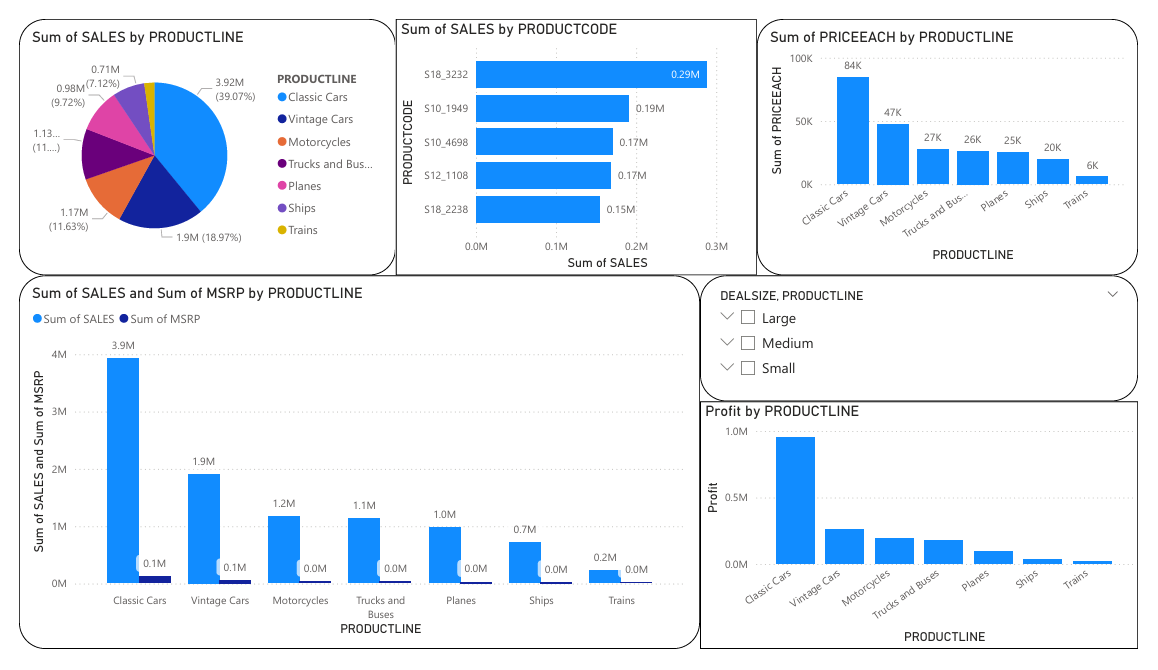 Sum of SALES by PRODUCTLINE
0.71M
(7.12%)
0.98M
(9.72%)
1.13...
(11....)
1.17M
(11.63%)
1.9M (18.97%)
3.92M
(39.07%)
PRODUCTLINE
Classic Cars
Vintage Cars
Motorcycles
Trucks and Bus...
Planes
Ships
Trains
Sum of SALES by PRODUCTCODE
PRODUCTCODE
S18_3232
0.29M
S10_1949
0.19M
S10_4698
0.17M
S12_1108
0.17M
S18_2238
0.15M
0.0M 0.1M 0.2M 0.3M
Sum of SALES
Sum of PRICEEACH by PRODUCTLINE
Sum of PRICEEACH
100K
50K
0K
84K
47K
27K
26K
25K
20K
6K
Classic Cars
Vintage Cars
Motorcycles
Trucks and Bus...
Planes
Ships
Trains
PRODUCTLINE
Sum of SALES and Sum of MSRP by PRODUCTLINE
Sum of SALES Sum of MSRP
Sum of SALES and Sum of MSRP
4M
3M
2M
1M
0M
3.9M
0.1M
1.9M
0.1M
1.2M
0.0M
1.1M
0.0M
1.0M
0.0M
0.7M
0.0M
0.2M
0.0M
Classic Cars
Vintage Cars
Motorcycles
Trucks and
Buses
Planes
Ships
Trains
PRODUCTLINE
DEALSIZE, PRODUCTLINE
Large
Medium
Small
Profit by PRODUCTLINE
Profit
1.0M
0.5M
0.0M
Classic Cars
Vintage Cars
Motorcycles
Trucks and Buses
Planes
Ships
Trains
PRODUCTLINE